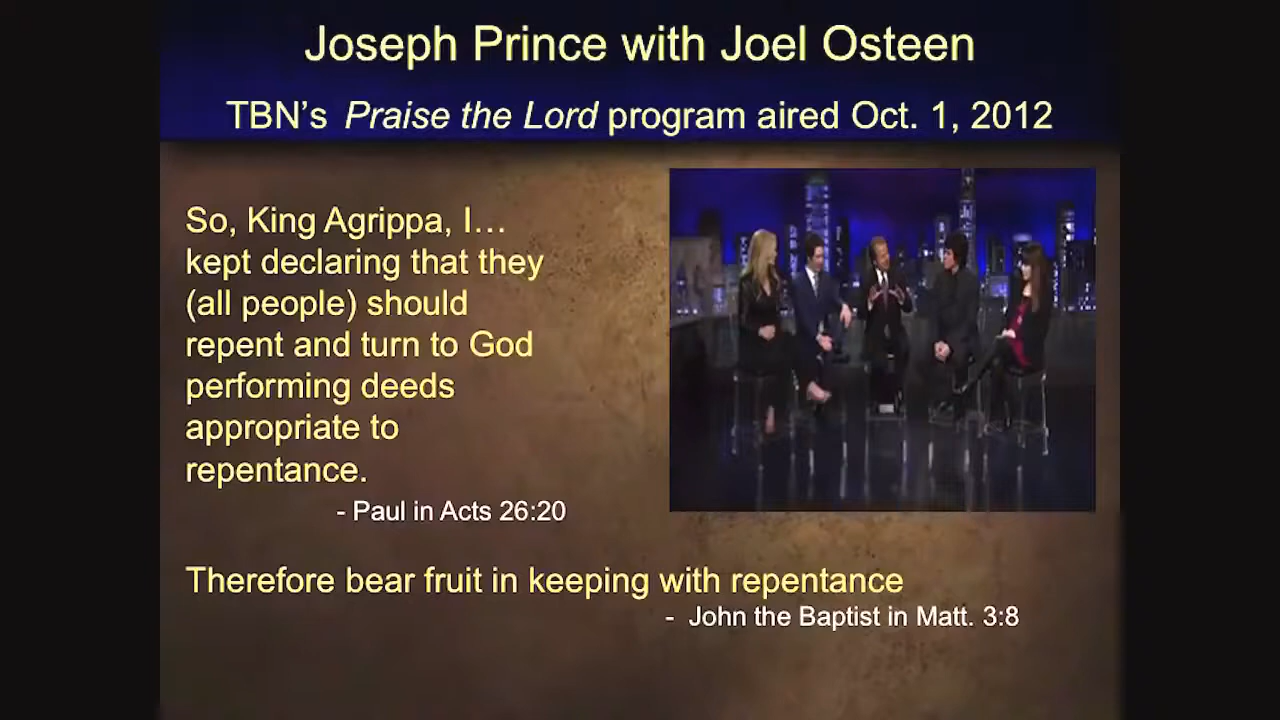 Joseph Prince with Joel Osteen
TBN's Praise the Lord program aired Oct. 1, 2012
So, King Agrippa, I...
kept declaring that they
(all people) should
repent and turn to God
performing deeds
appropriate to
repentance.
- Paul in Acts 26:20
Therefore bear fruit in keeping with repentance
- John the Baptist in Matt. 3:8